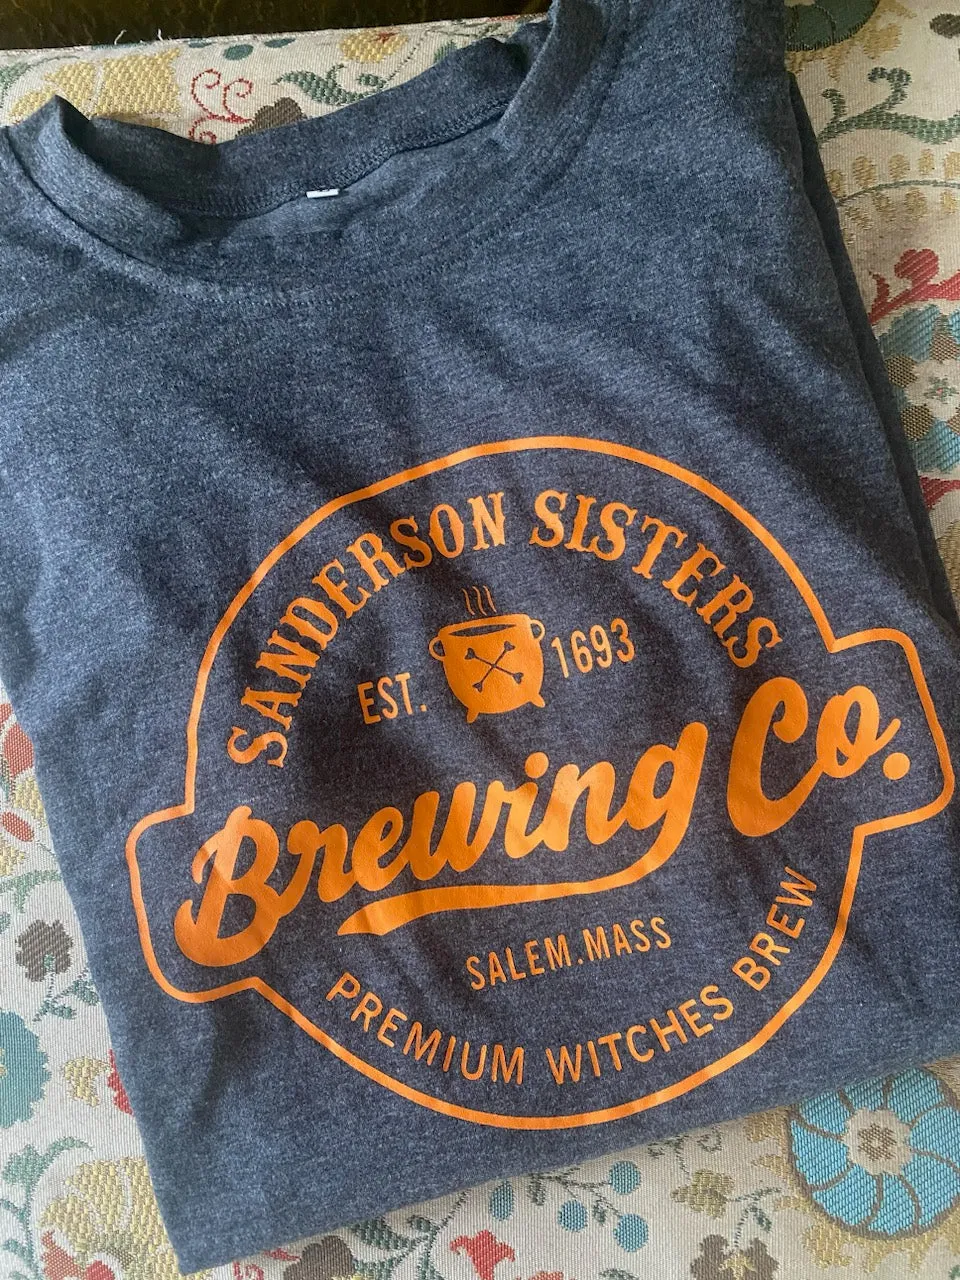 SANDERSON SISTERS
EST. 1693
Brewing Co.
SALEM.MASS
PREMIUM WITCHES BREW